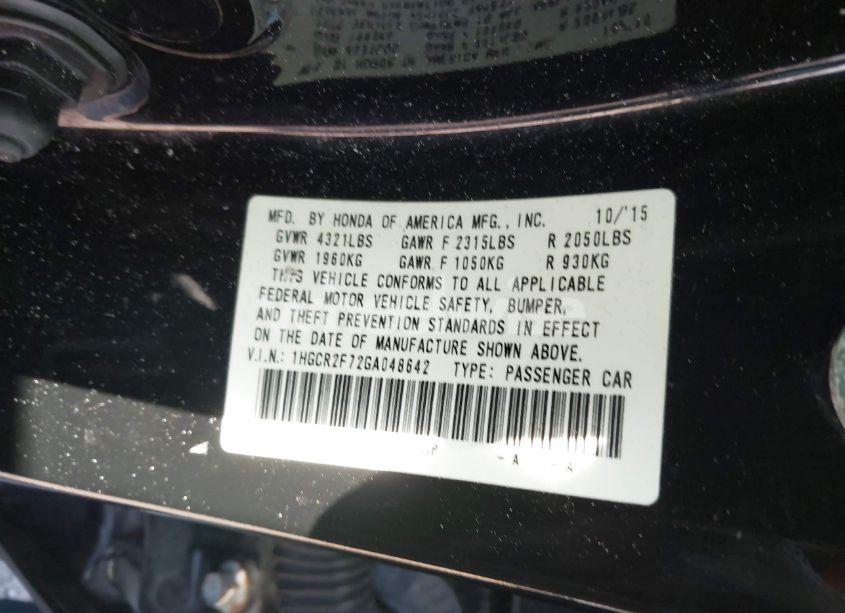 MFD. BY HONDA OF AMERICA MFG., INC. 10/'15
GVWR 4321LBS GAWR F 2315LBS R 2050LBS
GVWR 1960KG GAWR F 1050KG R 930KG
THIS VEHICLE CONFORMS TO ALL APPLICABLE
FEDERAL MOTOR VEHICLE SAFETY, BUMPER,
AND THEFT PREVENTION STANDARDS IN EFFECT
ON THE DATE OF MANUFACTURE SHOWN ABOVE.
V.I.N.: 1HGCR2F72GA048642 TYPE: PASSENGER CAR
-A -A